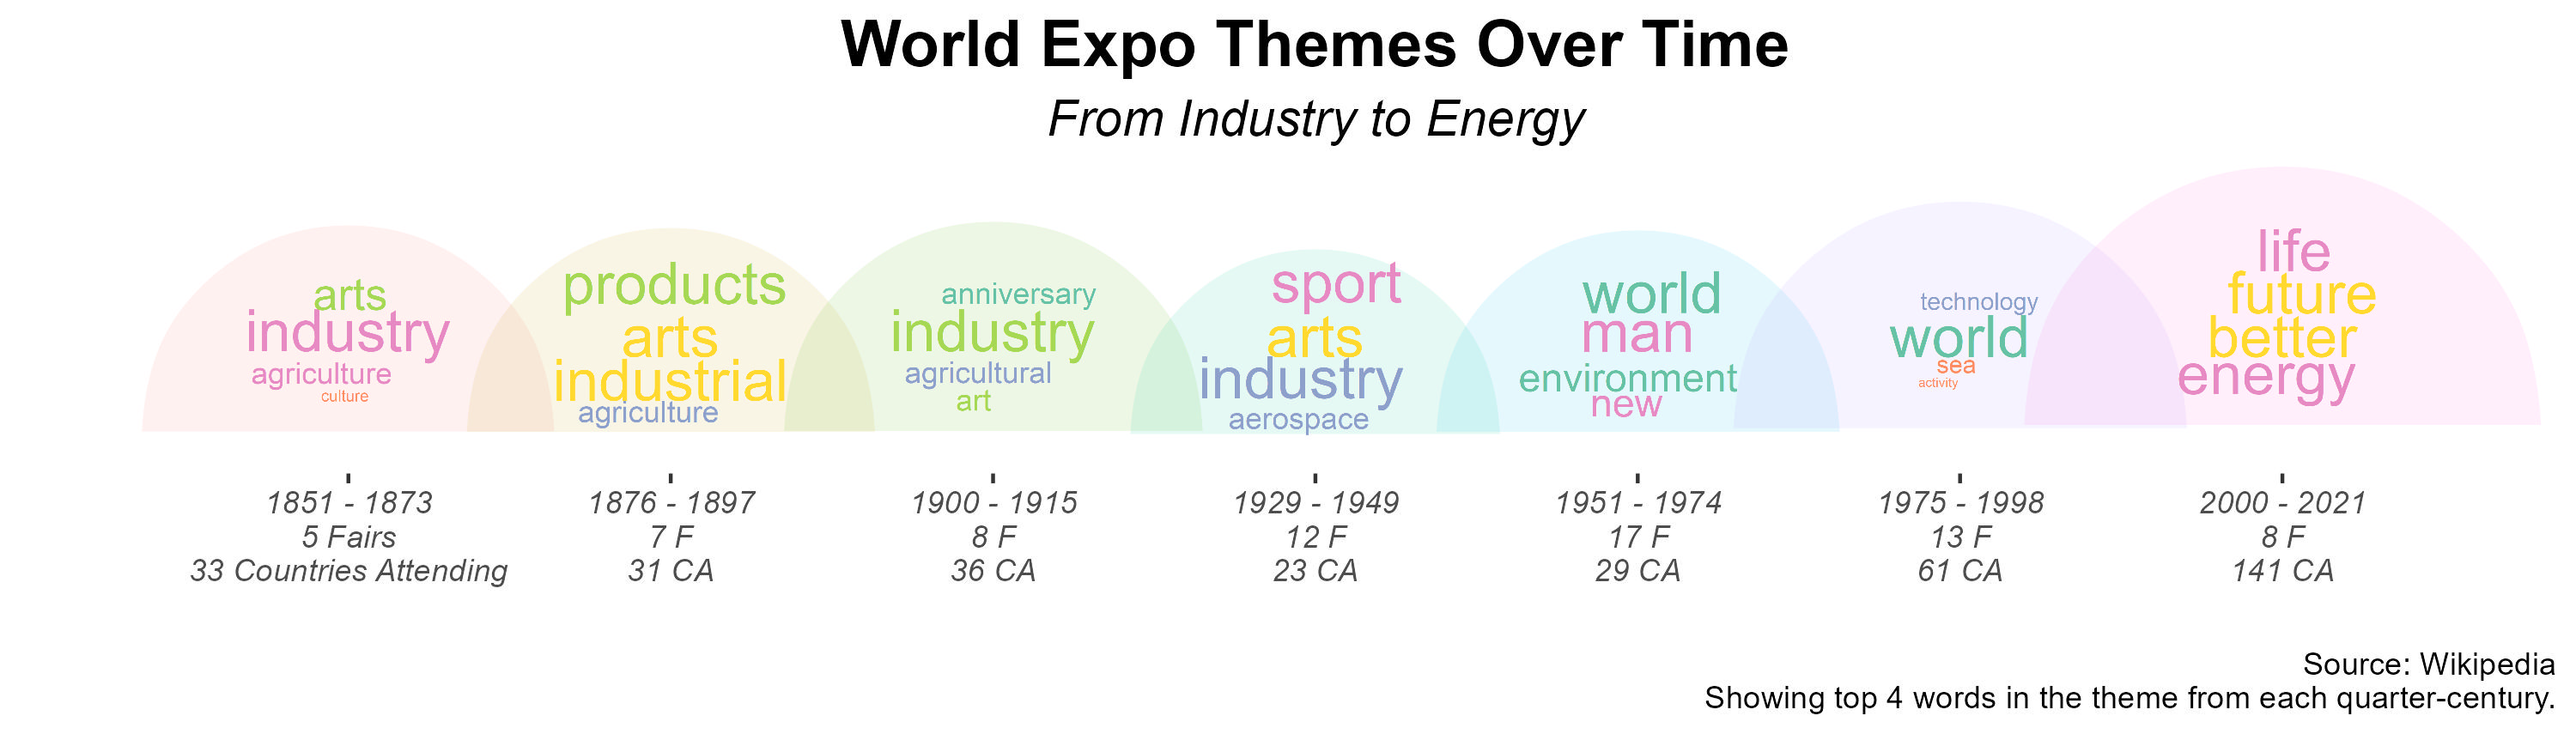 World Expo Themes Over Time
From Industry to Energy
arts
industry
agriculture
culture
products
arts
industrial
agriculture
anniversary
industry
agricultural
art
sport
arts
industry
aerospace
world
man
environment
new
technology
world
sea
activity
life
future
better
energy
1851 - 1873
5 Fairs
33 Countries Attending
1876 - 1897
7 F
31 CA
1900 - 1915
8 F
36 CA
1929 - 1949
12 F
23 CA
1951 - 1974
17 F
29 CA
1975 - 1998
13 F
61 CA
2000 - 2021
8 F
141 CA
Source: Wikipedia
Showing top 4 words in the theme from each quarter-century.